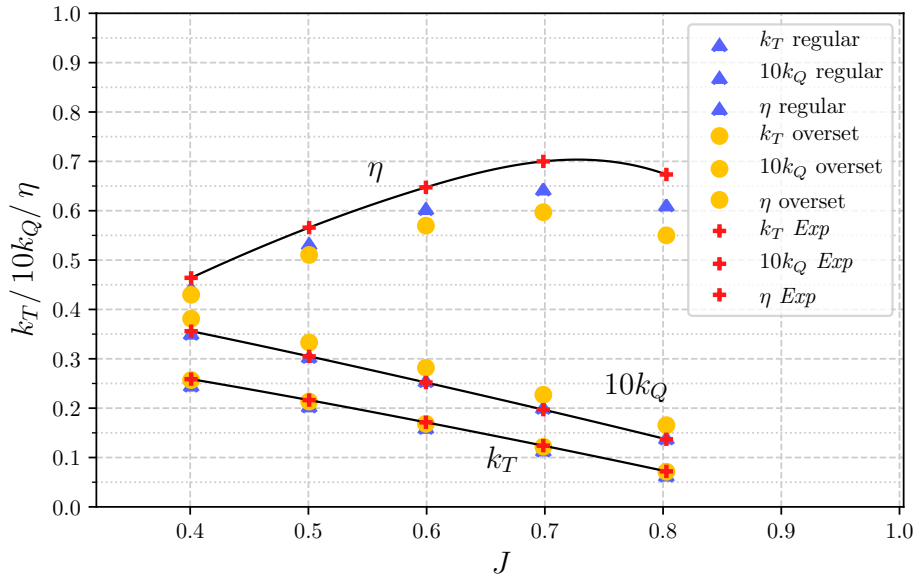 1.0
0.9
0.8
0.7
0.6
0.5
0.4
0.3
0.2
0.1
0.0
k_T / 10k_Q / η
0.4 0.5 0.6 0.7 0.8 0.9 1.0
J
η
10k_Q
k_T
k_T regular
10k_Q regular
η regular
k_T overset
10k_Q overset
η overset
k_T Exp
10k_Q Exp
η Exp